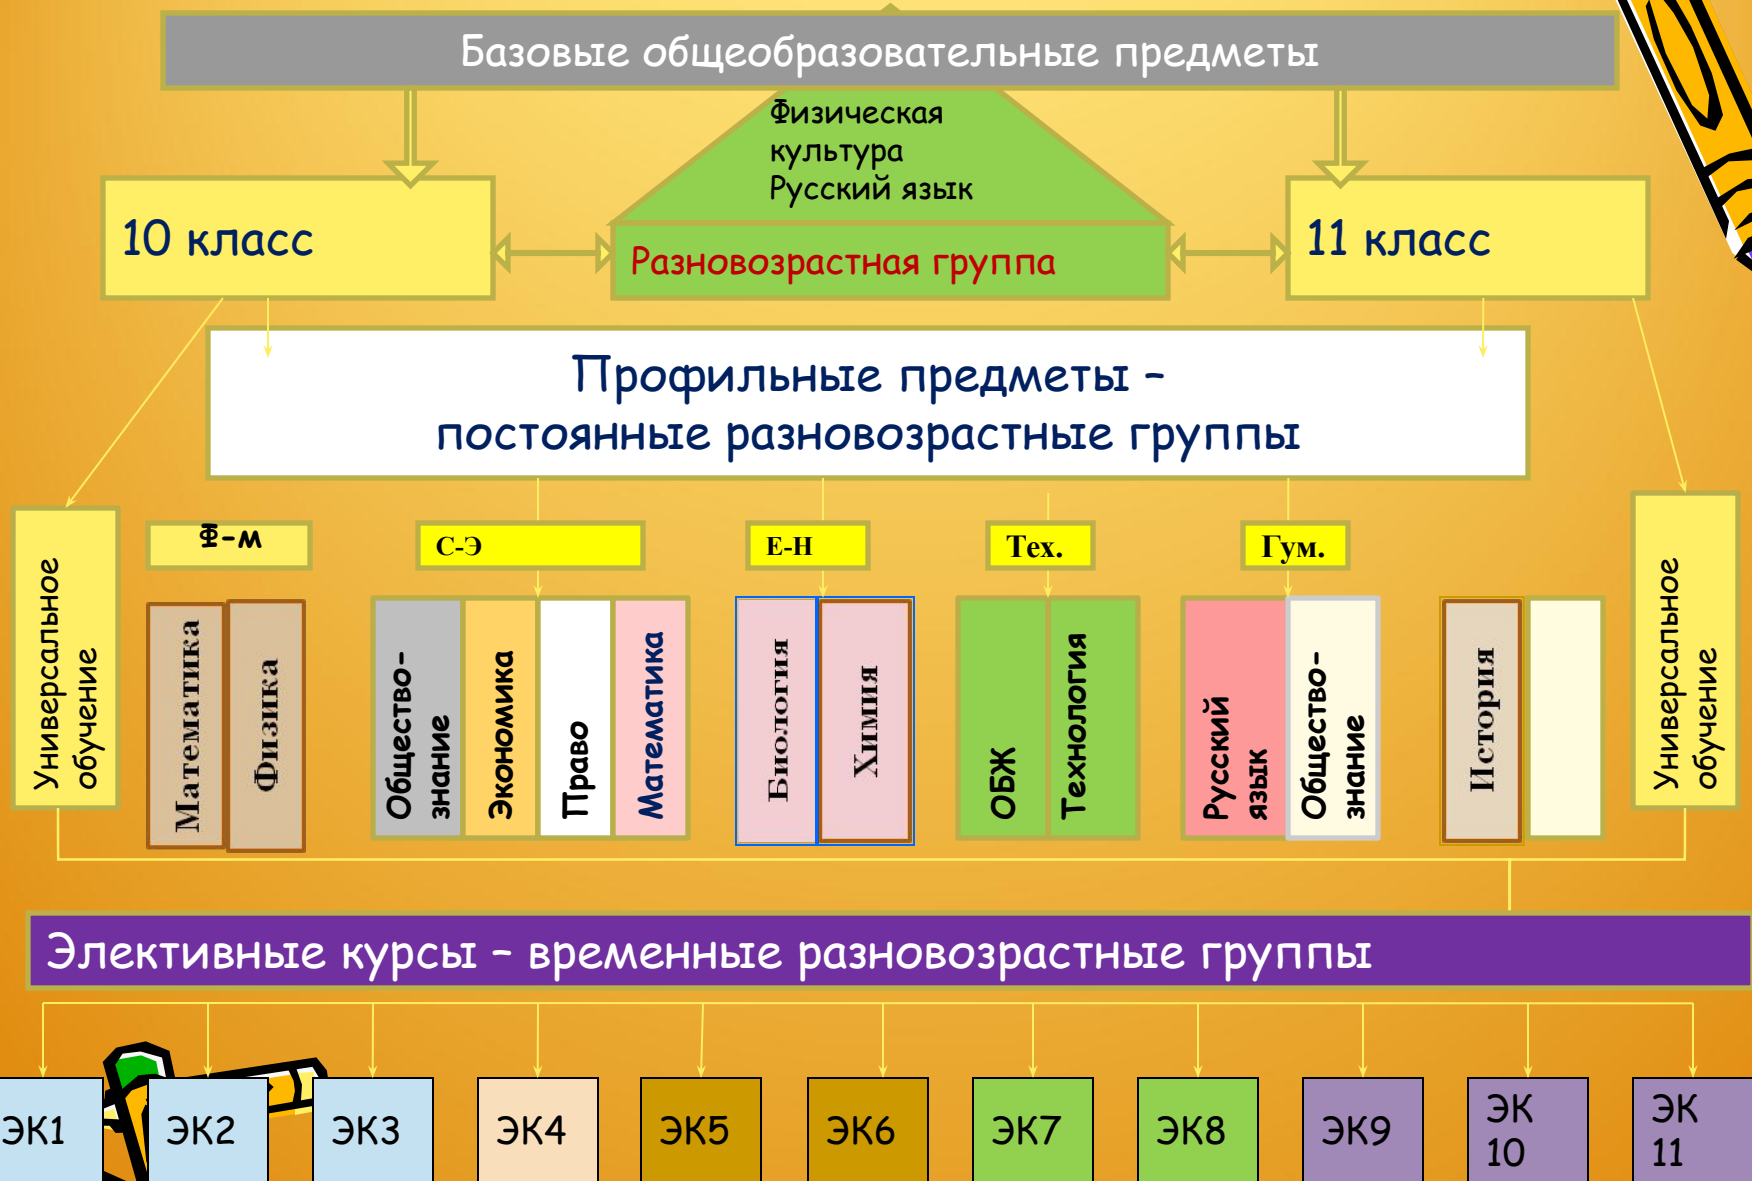 Базовые общеобразовательные предметы
Физическая
культура
Русский язык
10 класс
Разновозрастная группа
11 класс
Профильные предметы –
постоянные разновозрастные группы
Универсальное
обучение
Ф-м
С-Э
Е-Н
Тех.
Гум.
Универсальное
обучение
Математика
Физика
Общество-
знание
Экономика
Право
Математика
Биология
Химия
ОБЖ
Технология
Русский
язык
Общество-
знание
История
Элективные курсы – временные разновозрастные группы
ЭК1
ЭК2
ЭК3
ЭК4
ЭК5
ЭК6
ЭК7
ЭК8
ЭК9
ЭК
10
ЭК
11